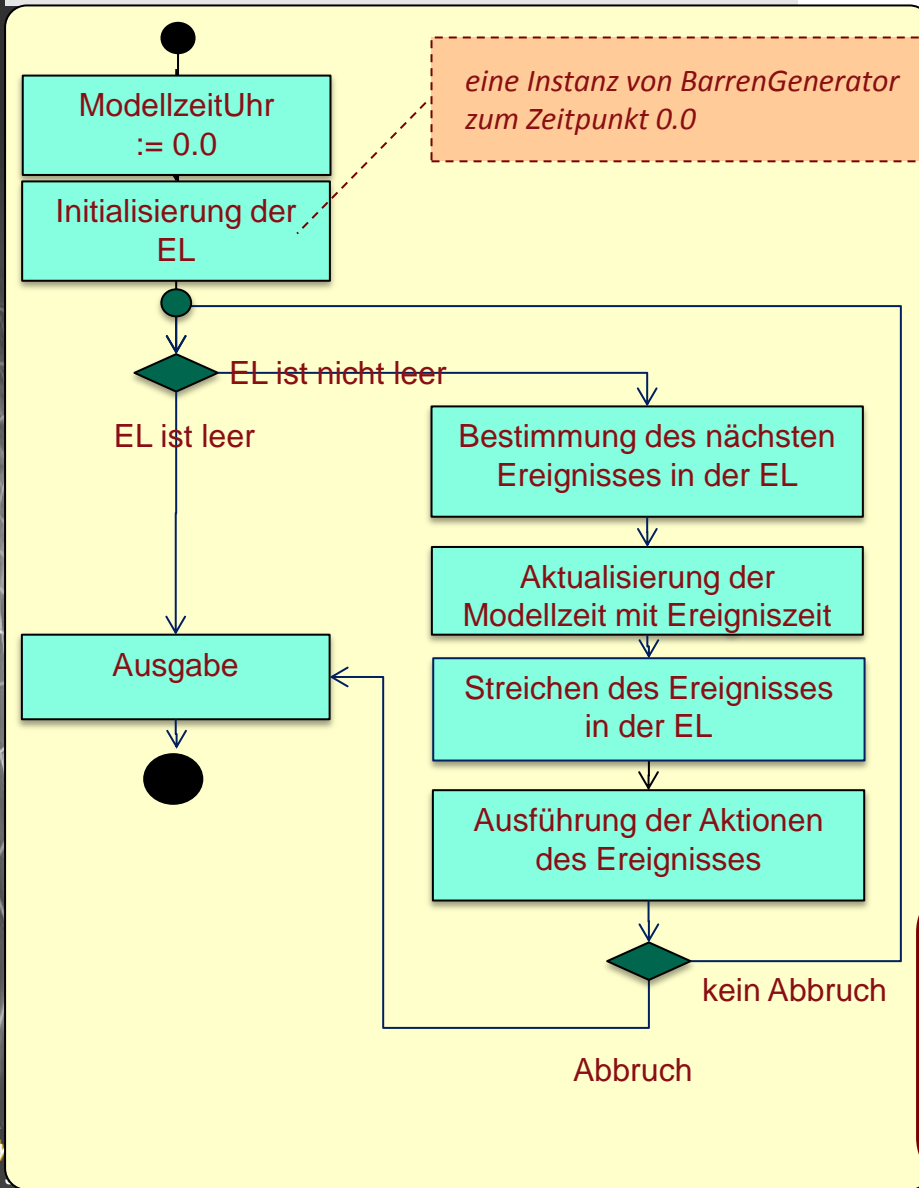 ModellzeitUhr
:= 0.0
eine Instanz von BarrenGenerator
zum Zeitpunkt 0.0
Initialisierung der
EL
EL ist nicht leer
EL ist leer
Bestimmung des nächsten
Ereignisses in der EL
Aktualisierung der
Modellzeit mit Ereigniszeit
Ausgabe
Streichen des Ereignisses
in der EL
Ausführung der Aktionen
des Ereignisses
kein Abbruch
Abbruch